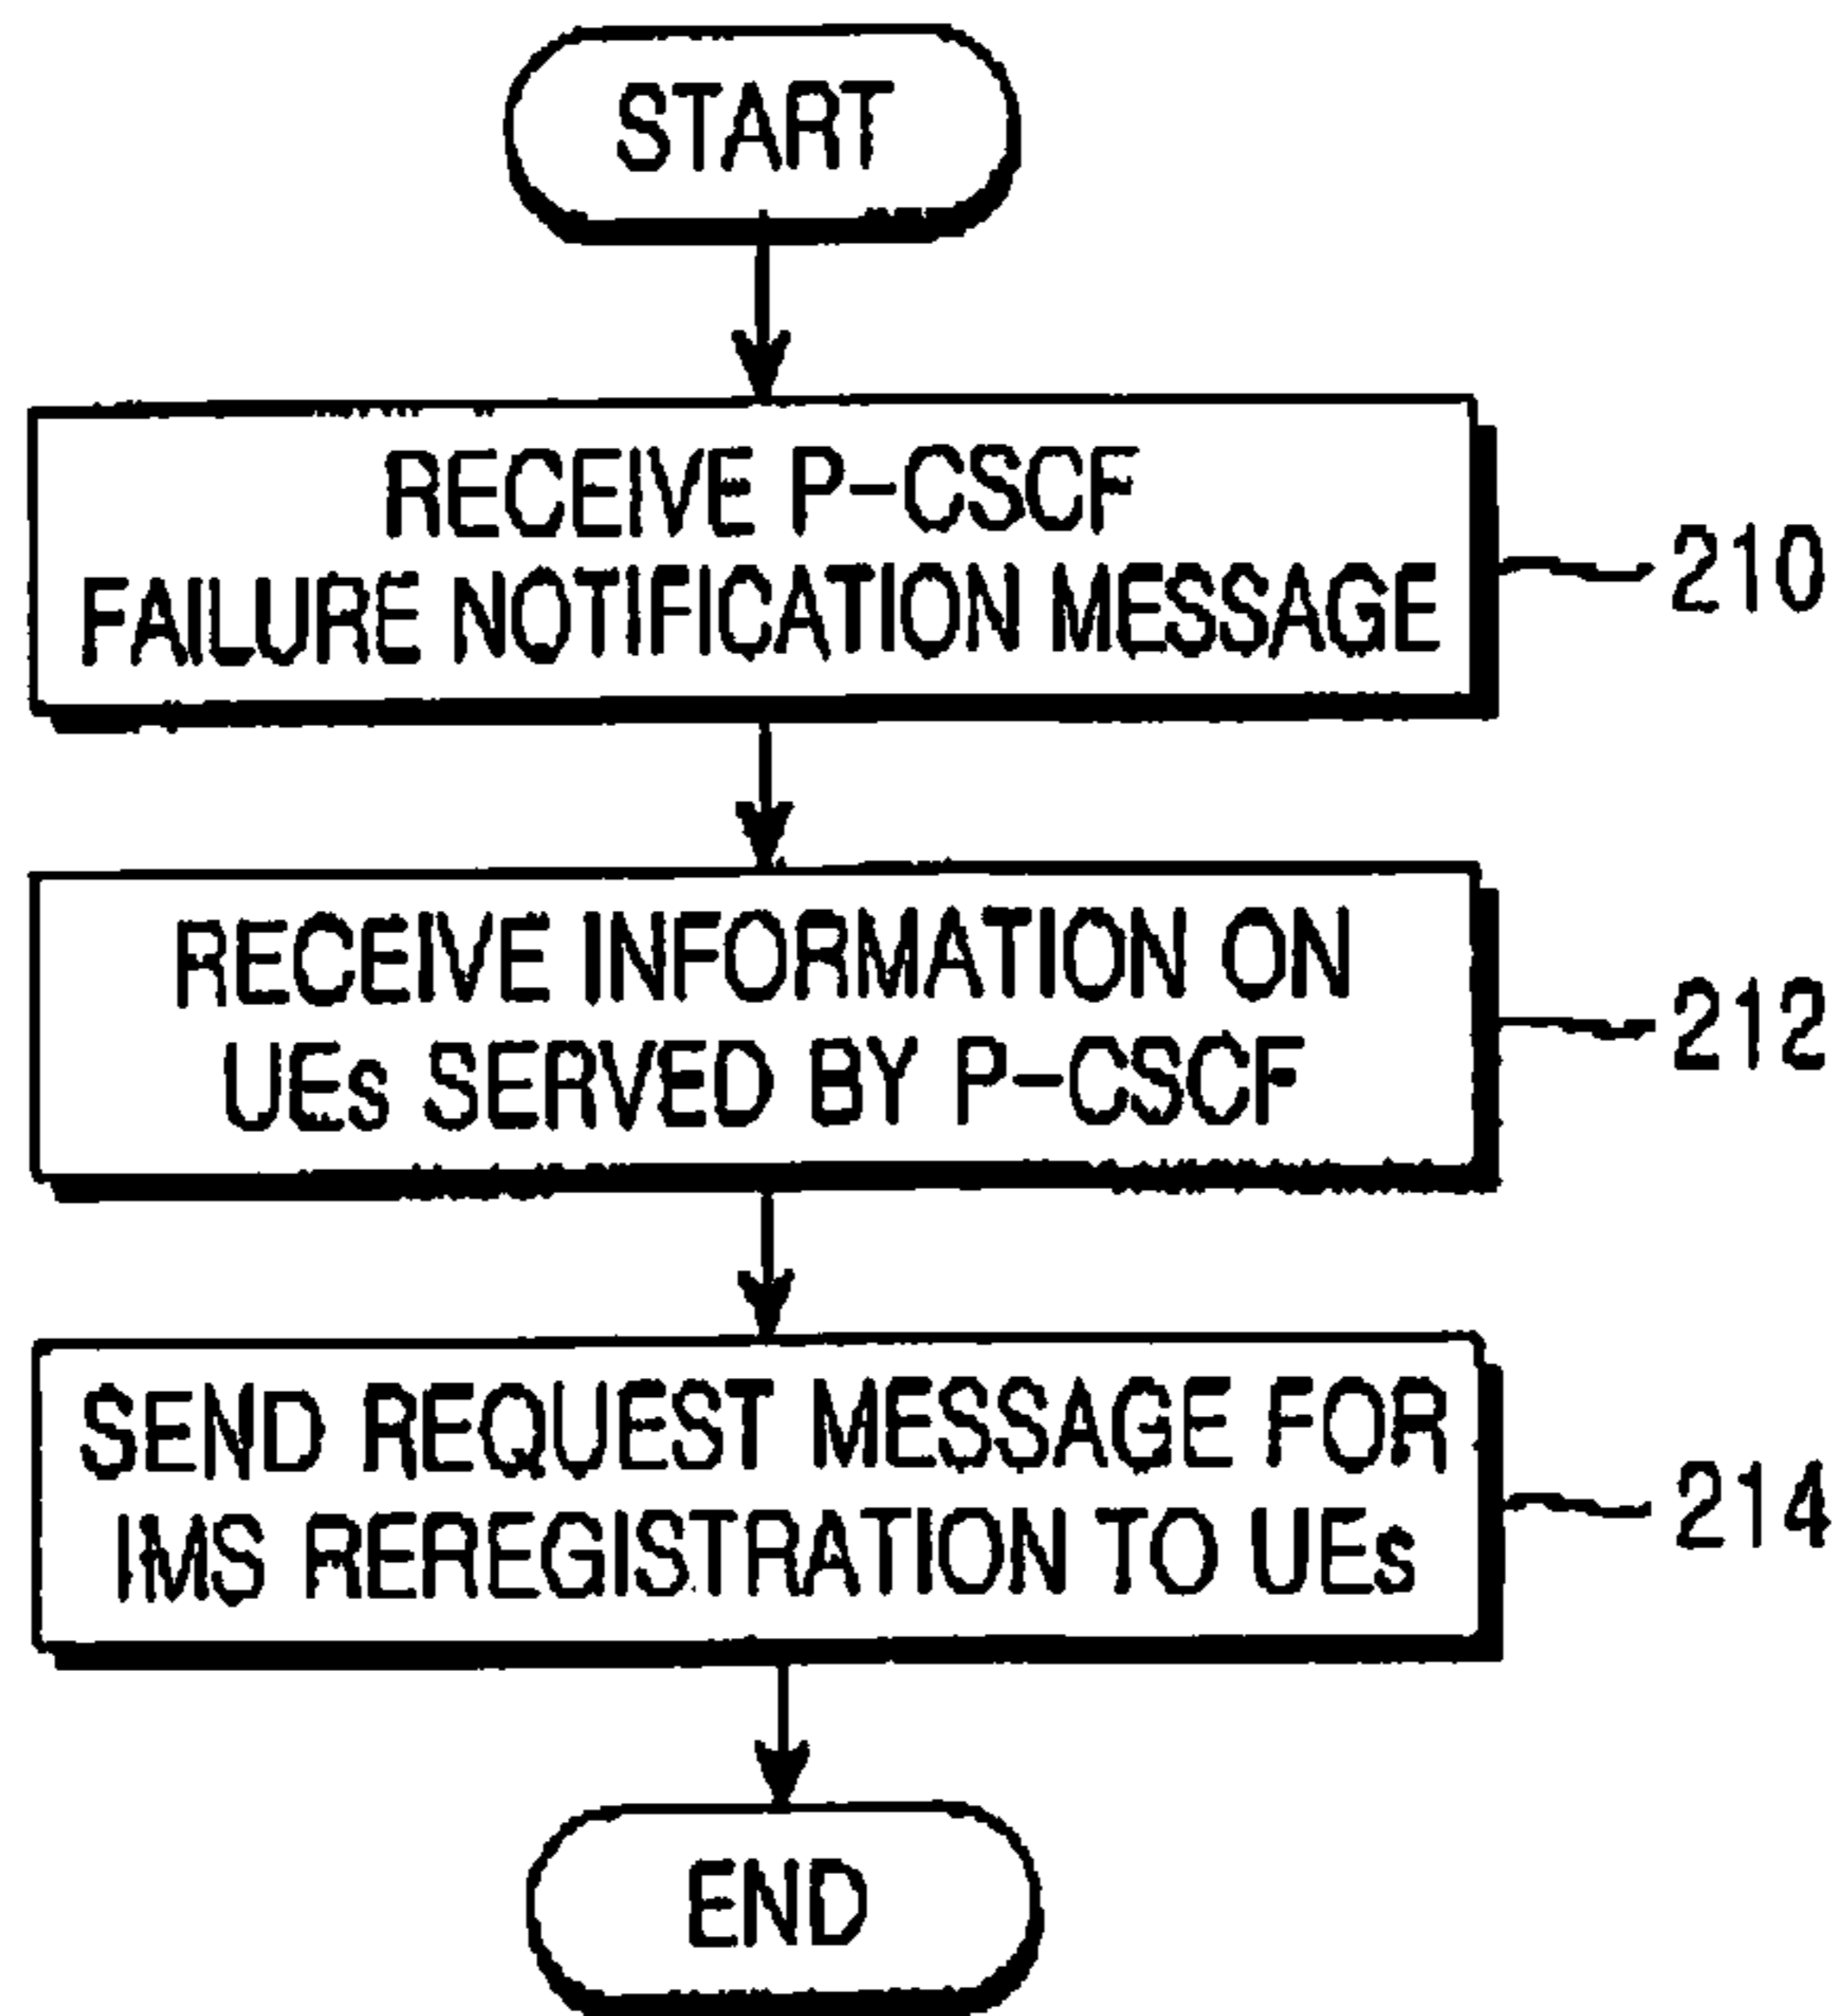 START
RECEIVE P-CSCF
FAILURE NOTIFICATION MESSAGE
210
RECEIVE INFORMATION ON
UEs SERVED BY P-CSCF
212
SEND REQUEST MESSAGE FOR
IMS REREGISTRATION TO UEs
214
END